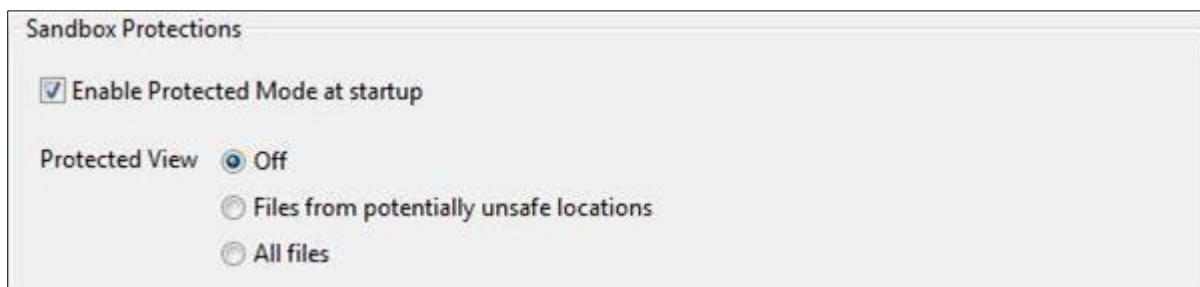 Sandbox Protections
Enable Protected Mode at startup
Protected View Off
Files from potentially unsafe locations
All files